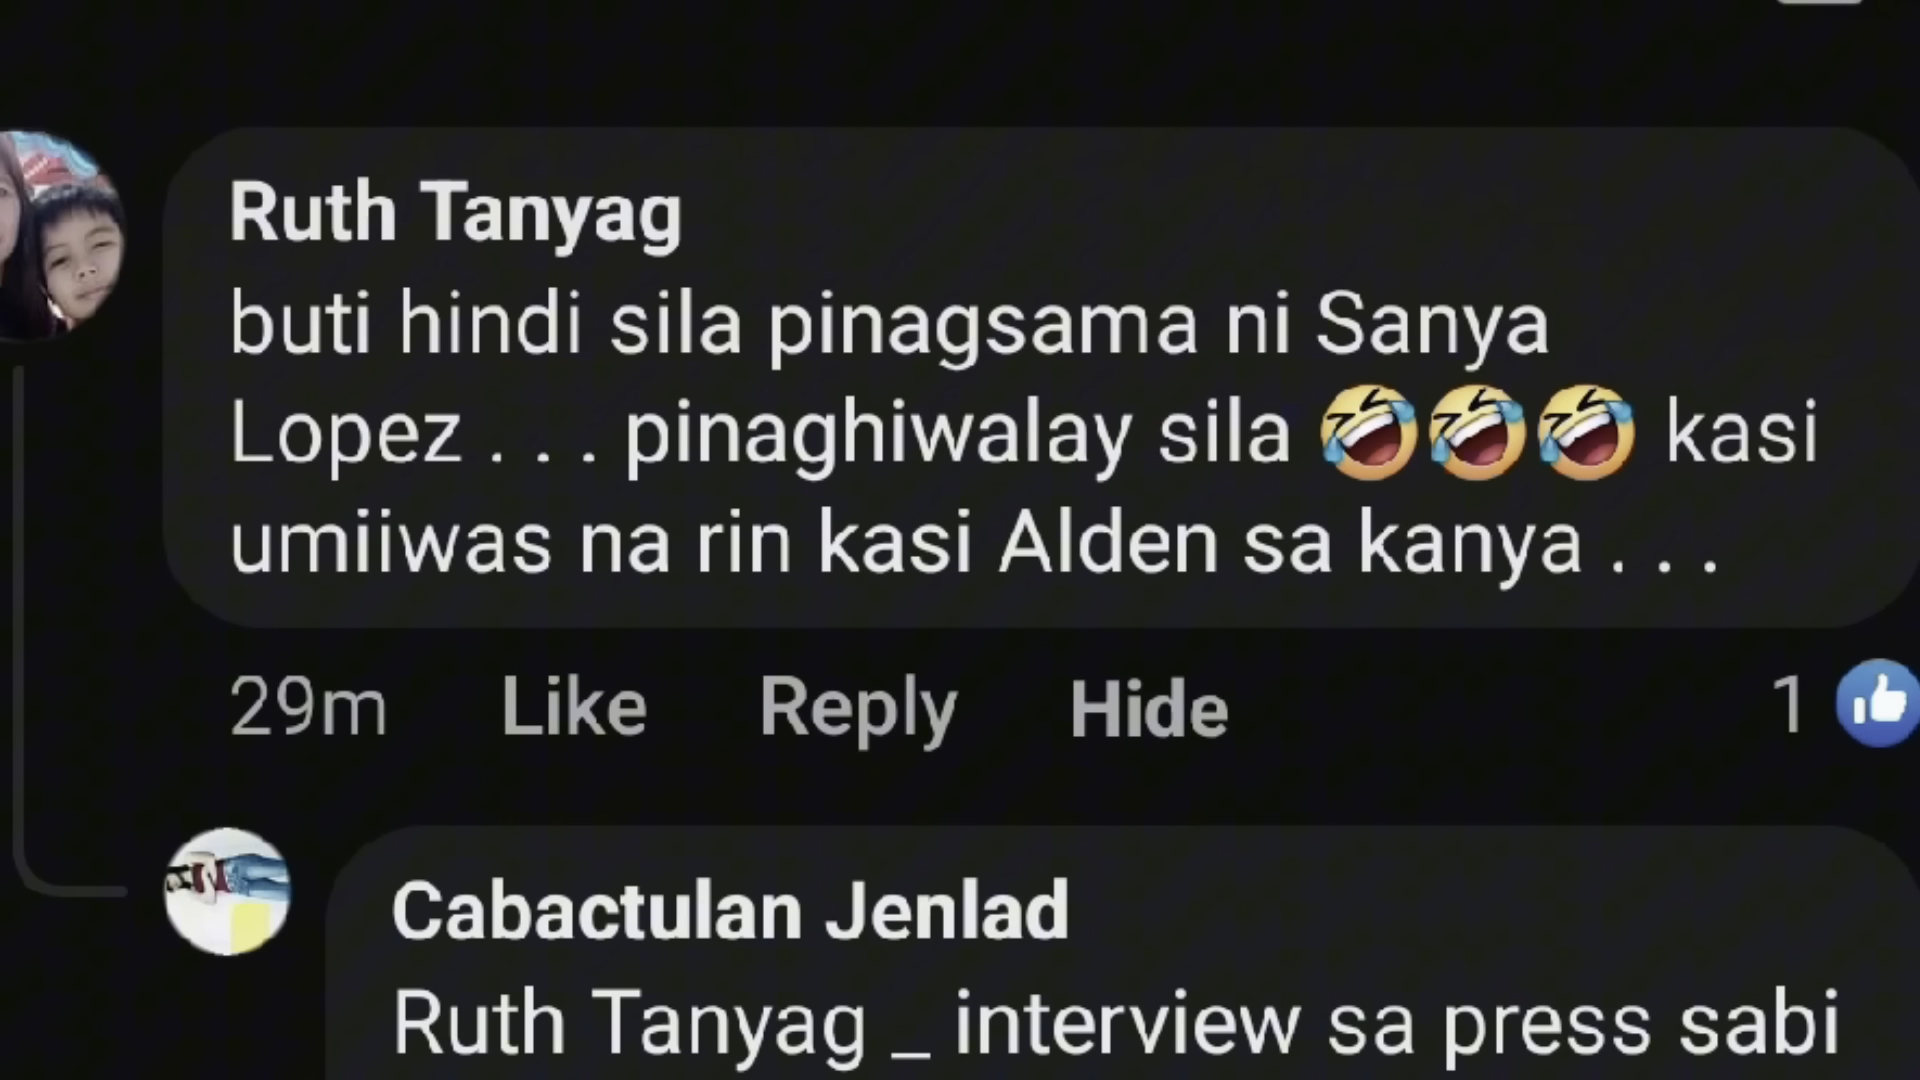 Ruth Tanyag
buti hindi sila pinagsama ni Sanya
Lopez . . . pinaghiwalay sila 🤣🤣🤣 kasi
umiiwas na rin kasi Alden sa kanya . . .
29m Like Reply Hide 1
Cabactulan Jenlad
Ruth Tanyag _ interview sa press sabi